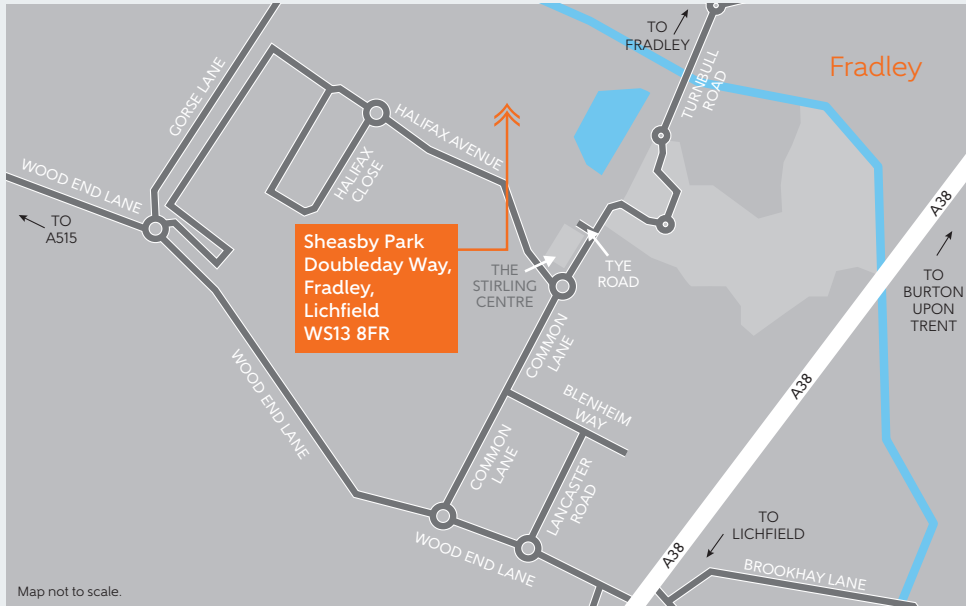 TO
FRADLEY
Fradley
TURNBULL
ROAD
GORSE LANE
HALIFAX AVENUE
HALIFAX
CLOSE
WOOD END LANE
TO
A515
Sheasby Park
Doubleday Way,
Fradley,
Lichfield
WS13 8FR
THE
STIRLING
CENTRE
TYE
ROAD
A38
TO
BURTON
UPON
TRENT
COMMON
LANE
A38
BLENHEIM
WAY
WOOD END LANE
COMMON
LANE
LANCASTER
ROAD
TO
LICHFIELD
WOOD END LANE
A38
BROOKHAY LANE
Map not to scale.